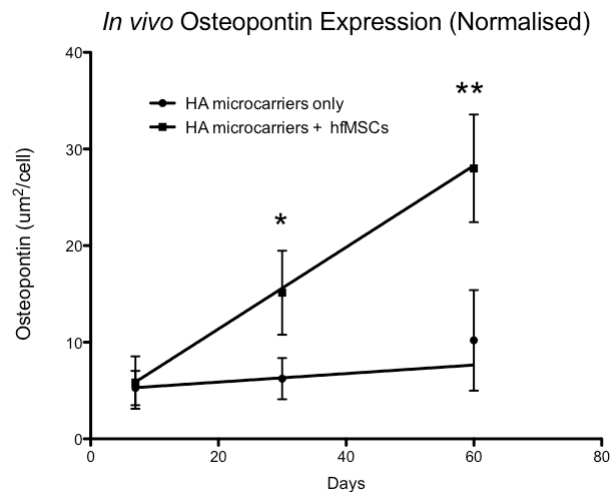 In vivo Osteopontin Expression (Normalised)
40
HA microcarriers only
HA microcarriers + hfMSCs
**
30
*
20
10
0
Osteopontin (um²/cell)
0 20 40 60 80
Days